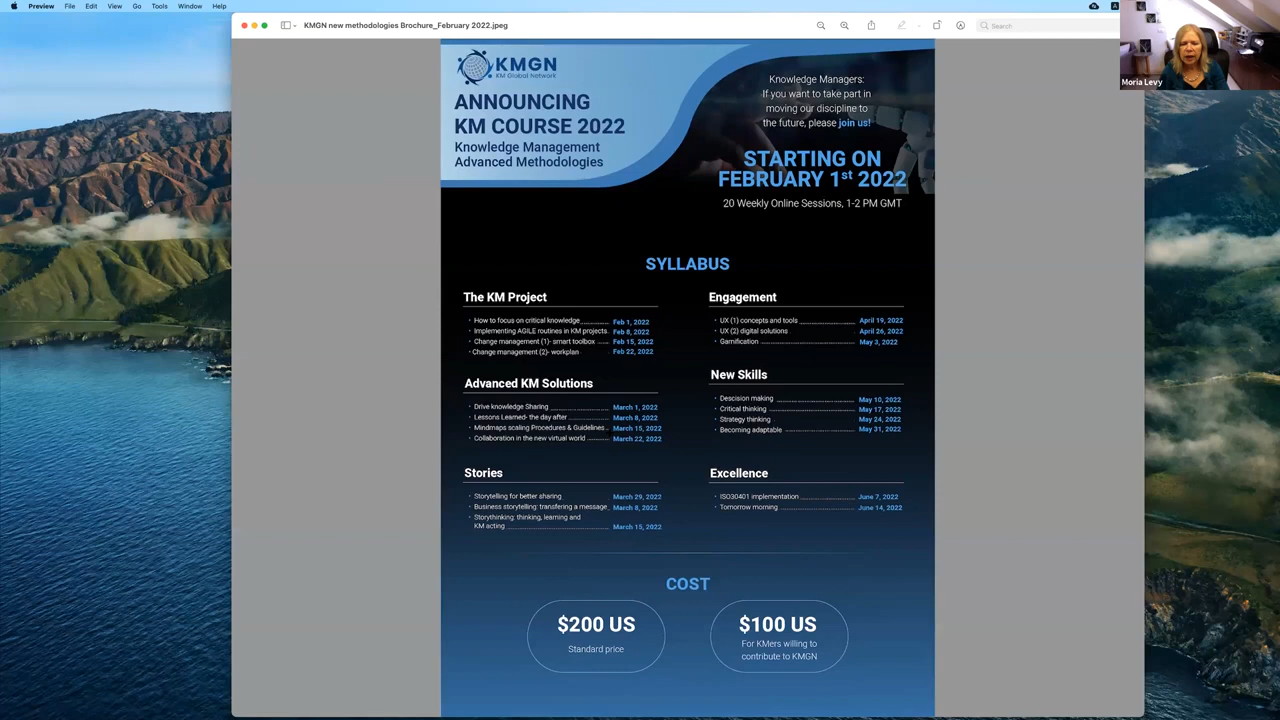 Preview File Edit View Go Tools Window Help
KMGN new methodologies Brochure_February 2022.jpeg
Search
Moria Levy
KMGN
KM Global Network
ANNOUNCING
KM COURSE 2022
Knowledge Management
Advanced Methodologies
Knowledge Managers:
If you want to take part in
moving our discipline to
the future, please join us!
STARTING ON
FEBRUARY 1st 2022
20 Weekly Online Sessions, 1-2 PM GMT
SYLLABUS
The KM Project
How to focus on critical knowledge Feb 1, 2022
Implementing AGILE routines in KM projects Feb 8, 2022
Change management (1)- smart toolbox Feb 15, 2022
Change management (2)- workplan Feb 22, 2022
Advanced KM Solutions
Drive knowledge Sharing March 1, 2022
Lessons Learned- the day after March 8, 2022
Mindmaps scaling Procedures & Guidelines March 15, 2022
Collaboration in the new virtual world March 22, 2022
Stories
Storytelling for better sharing March 29, 2022
Business storytelling: transfering a message March 8, 2022
Storythinking: thinking, learning and
KM acting March 15, 2022
Engagement
UX (1) concepts and tools April 19, 2022
UX (2) digital solutions April 26, 2022
Gamification May 3, 2022
New Skills
Descision making May 10, 2022
Critical thinking May 17, 2022
Strategy thinking May 24, 2022
Becoming adaptable May 31, 2022
Excellence
ISO30401 implementation June 7, 2022
Tomorrow morning June 14, 2022
COST
$200 US
Standard price
$100 US
For KMers willing to
contribute to KMGN